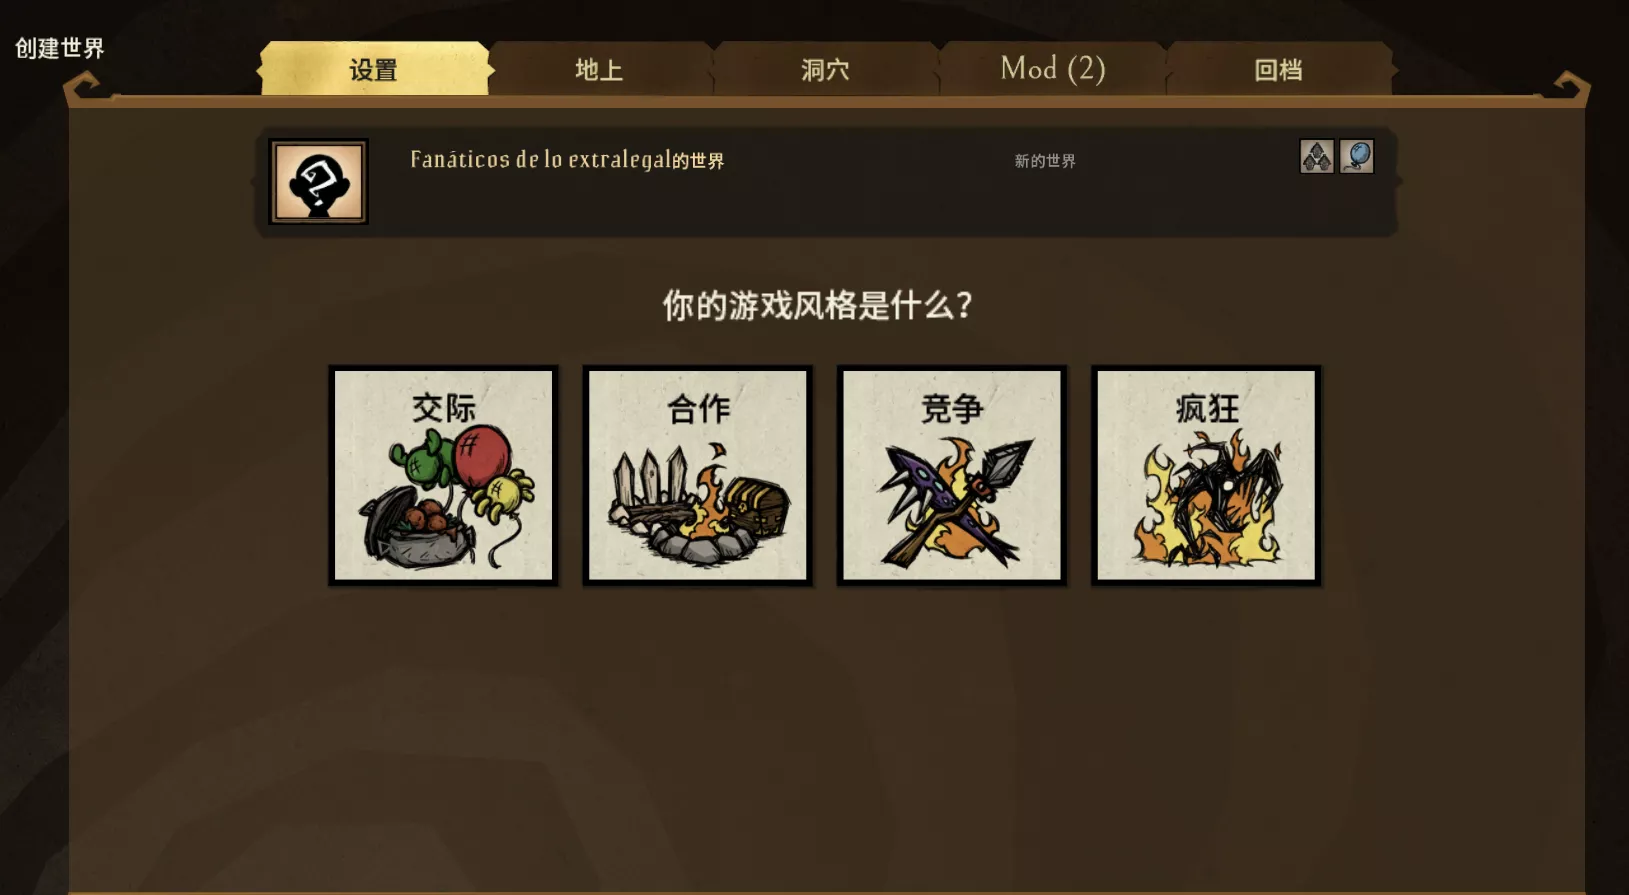 创建世界
设置
地上
洞穴
Mod (2)
回档
Fanáticos de lo extralegal的世界
新的世界
你的游戏风格是什么?
交际
合作
竞争
疯狂